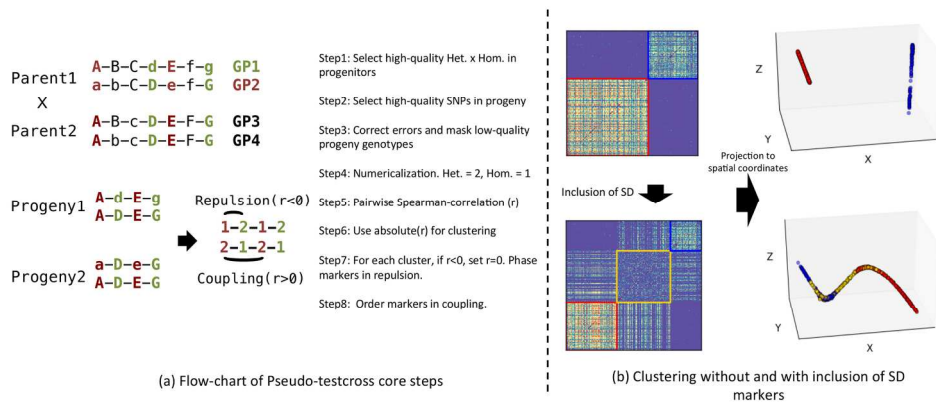 Parent1
X
Parent2
A-B-C-d-E-f-g GP1
a-b-C-D-e-f-G GP2
A-B-c-D-E-F-G GP3
A-b-c-D-E-F-G GP4
Progeny1
A-d-E-g
A-D-E-G
Progeny2
a-D-e-G
A-D-E-G
Repulsion(r<0)
1-2-1-2
2-1-2-1
Coupling(r>0)
Step1: Select high-quality Het. x Hom. in
progenitors
Step2: Select high-quality SNPs in progeny
Step3: Correct errors and mask low-quality
progeny genotypes
Step4: Numericalization. Het. = 2, Hom. = 1
Step5: Pairwise Spearman-correlation (r)
Step6: Use absolute(r) for clustering
Step7: For each cluster, if r<0, set r=0. Phase
markers in repulsion.
Step8: Order markers in coupling.
(a) Flow-chart of Pseudo-testcross core steps
Inclusion of SD
Projection to
spatial coordinates
Z
Y
X
Z
Y
X
(b) Clustering without and with inclusion of SD
markers